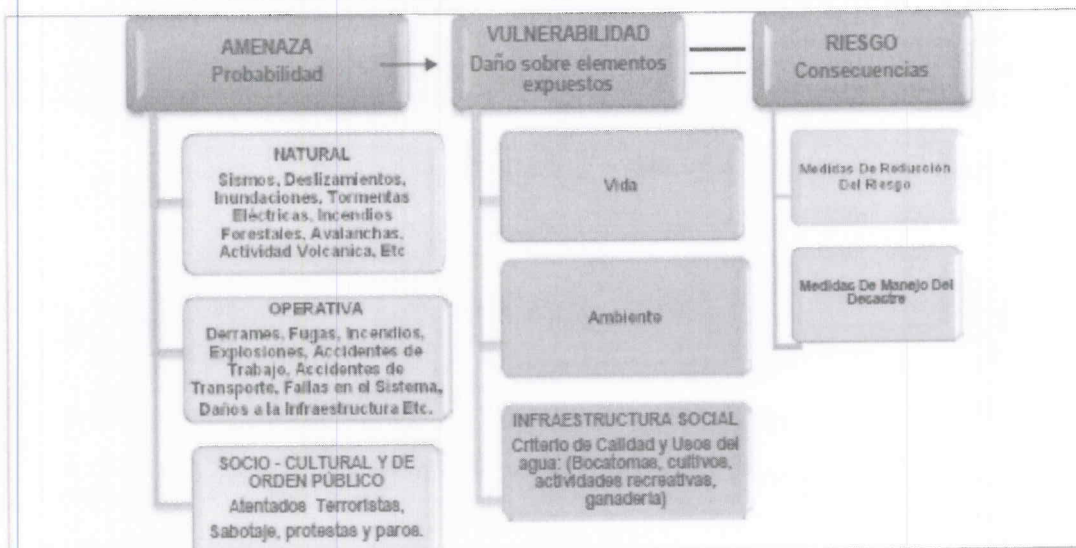 AMENAZA
Probabilidad
NATURAL
Sismos, Deslizamientos,
Inundaciones, Tormentas
Eléctricas, Incendios
Forestales, Avalanchas,
Actividad Volcanica, Etc
OPERATIVA
Derrames, Fugas, Incendios,
Explosiones, Accidentes de
Trabajo, Accidentes de
Transporte, Fallas en el Sistema,
Daños a la Infraestructura Etc.
SOCIO - CULTURAL Y DE
ORDEN PÚBLICO
Atentados Terroristas,
Sabotaje, protestas y paros.
VULNERABILIDAD
Daño sobre elementos
expuestos
Vida
Ambiente
INFRAESTRUCTURA SOCIAL
Criterio de Calidad y Usos del
agua: (Bocatomas, cultivos,
actividades recreativas,
ganadería)
RIESGO
Consecuencias
Medidas De Reducción
Del Riesgo
Medidas De Manejo Del
Desastre